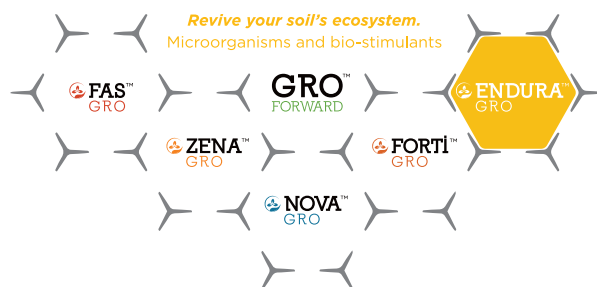 Revive your soil's ecosystem.
Microorganisms and bio-stimulants
FAS™
GRO
GRO™
FORWARD
ENDURA™
GRO
ZENA™
GRO
FORTi™
GRO
NOVA™
GRO